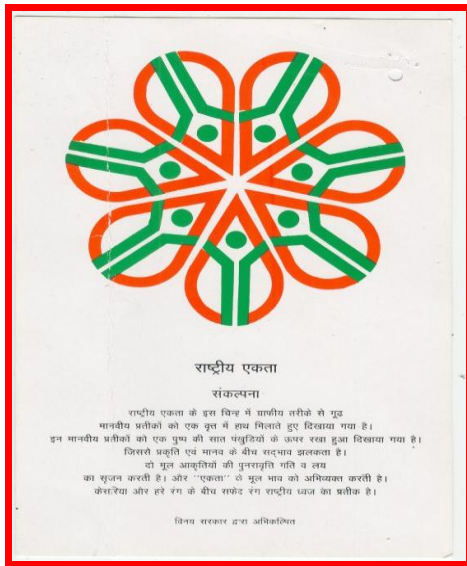 राष्ट्रीय एकता
संकल्पना
राष्ट्रीय एकता के इस चिन्ह में ग्राफीय तरीके से गूढ़
मानवीय प्रतीकों को एक वृत्त में हाथ मिलाते हुए दिखाया गया है।
इन मानवीय प्रतीकों को एक पुष्प की सात पंखुड़ियों के ऊपर रखा हुआ दिखाया गया है।
जिससे प्रकृति एवं मानव के बीच सद्भाव झलकता है।
दो मूल आकृतियों की पुनरावृति गति व लय
का सृजन करती है। और "एकता" के मूल भाव को अभिव्यक्त करती है।
केसरिया और हरे रंग के बीच सफेद रंग राष्ट्रीय ध्वज का प्रतीक है।
विनय सरकार द्वारा अभिकल्पित